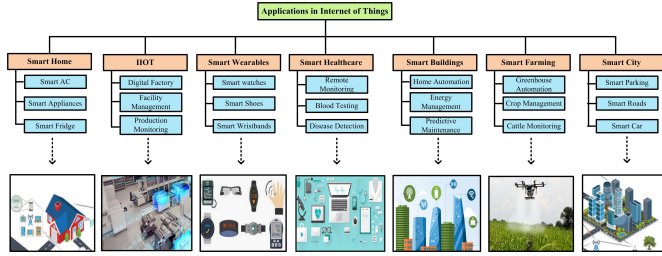 Applications in Internet of Things
Smart Home
Smart AC
Smart Appliances
Smart Fridge
IIOT
Digital Factory
Facility
Management
Production
Monitoring
Smart Wearables
Smart watches
Smart Shoes
Smart Wristbands
Smart Healthcare
Remote
Monitoring
Blood Testing
Disease Detection
Smart Buildings
Home Automation
Energy
Management
Predictive
Maintenance
Smart Farming
Greenhouse
Automation
Crop Management
Cattle Monitoring
Smart City
Smart Parking
Smart Roads
Smart Car